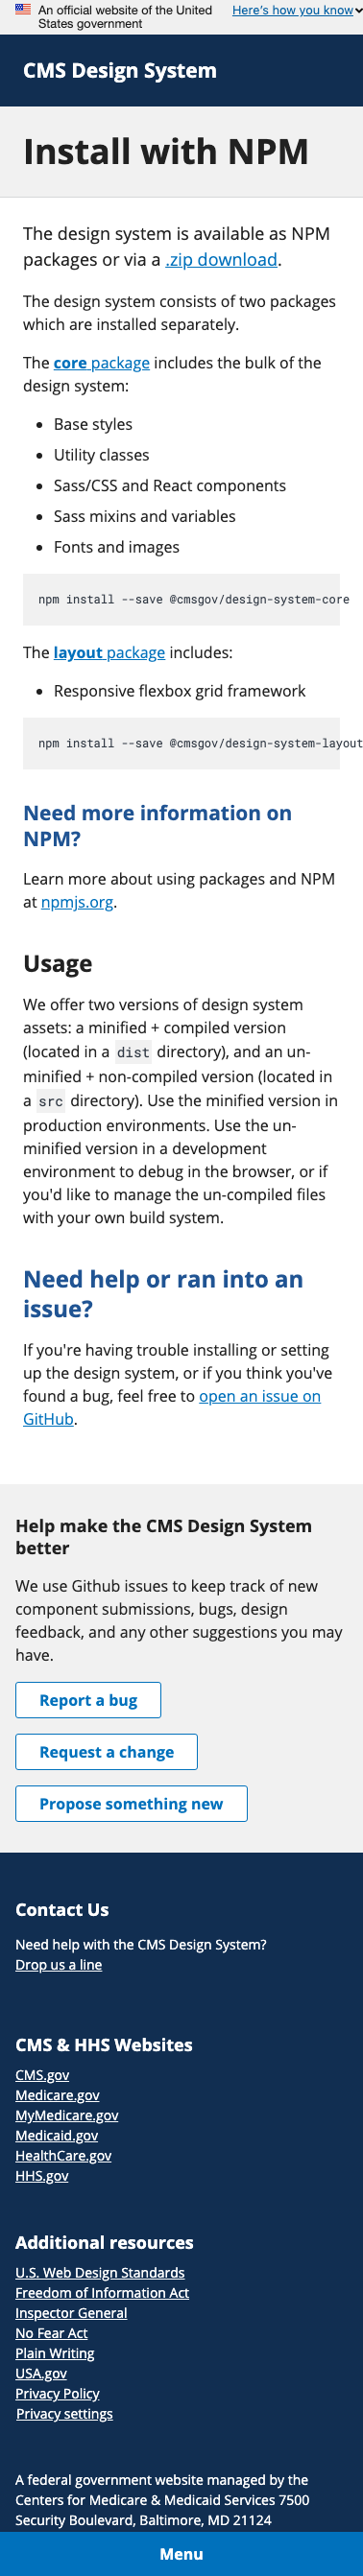 An official website of the United
States government
Here's how you know
CMS Design System
Install with NPM
The design system is available as NPM
packages or via a .zip download.
The design system consists of two packages
which are installed separately.
The core package includes the bulk of the
design system:
• Base styles
• Utility classes
• Sass/CSS and React components
• Sass mixins and variables
• Fonts and images
npm install --save @cmsgov/design-system-core
The layout package includes:
• Responsive flexbox grid framework
npm install --save @cmsgov/design-system-layout
Need more information on
NPM?
Learn more about using packages and NPM
at npmjs.org.
Usage
We offer two versions of design system
assets: a minified + compiled version
(located in a dist directory), and an un-
minified + non-compiled version (located in
a src directory). Use the minified version in
production environments. Use the un-
minified version in a development
environment to debug in the browser, or if
you'd like to manage the un-compiled files
with your own build system.
Need help or ran into an
issue?
If you're having trouble installing or setting
up the design system, or if you think you've
found a bug, feel free to open an issue on
GitHub.
Help make the CMS Design System
better
We use Github issues to keep track of new
component submissions, bugs, design
feedback, and any other suggestions you may
have.
Report a bug
Request a change
Propose something new
Contact Us
Need help with the CMS Design System?
Drop us a line
CMS & HHS Websites
CMS.gov
Medicare.gov
MyMedicare.gov
Medicaid.gov
HealthCare.gov
HHS.gov
Additional resources
U.S. Web Design Standards
Freedom of Information Act
Inspector General
No Fear Act
Plain Writing
USA.gov
Privacy Policy
Privacy settings
A federal government website managed by the
Centers for Medicare & Medicaid Services 7500
Security Boulevard, Baltimore, MD 21124
Menu